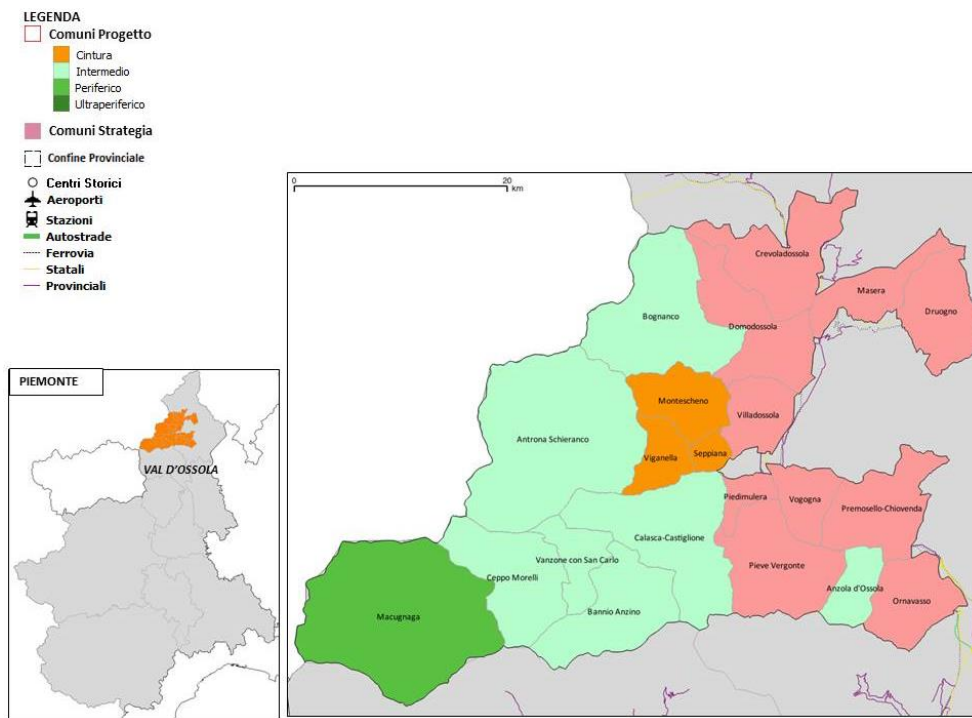 LEGENDA
Comuni Progetto
Cintura
Intermedio
Periferico
Ultraperiferico
Comuni Strategia
Confine Provinciale
Centri Storici
Aeroporti
Stazioni
Autostrade
Ferrovia
Statali
Provinciali
0 20
km
Crevoladossola
Masera
Druogno
Bognanco
Domodossola
Montescheno
Villadossola
Antrona Schieranco
Viganella
Seppiana
Piedimulera
Vogogna
Premosello-Chiovenda
Calasca-Castiglione
Vanzone con San Carlo
Pieve Vergonte
Ceppo Morelli
Anzola d'Ossola
Ornavasso
Bannio Anzino
Macugnaga
PIEMONTE
VAL D'OSSOLA